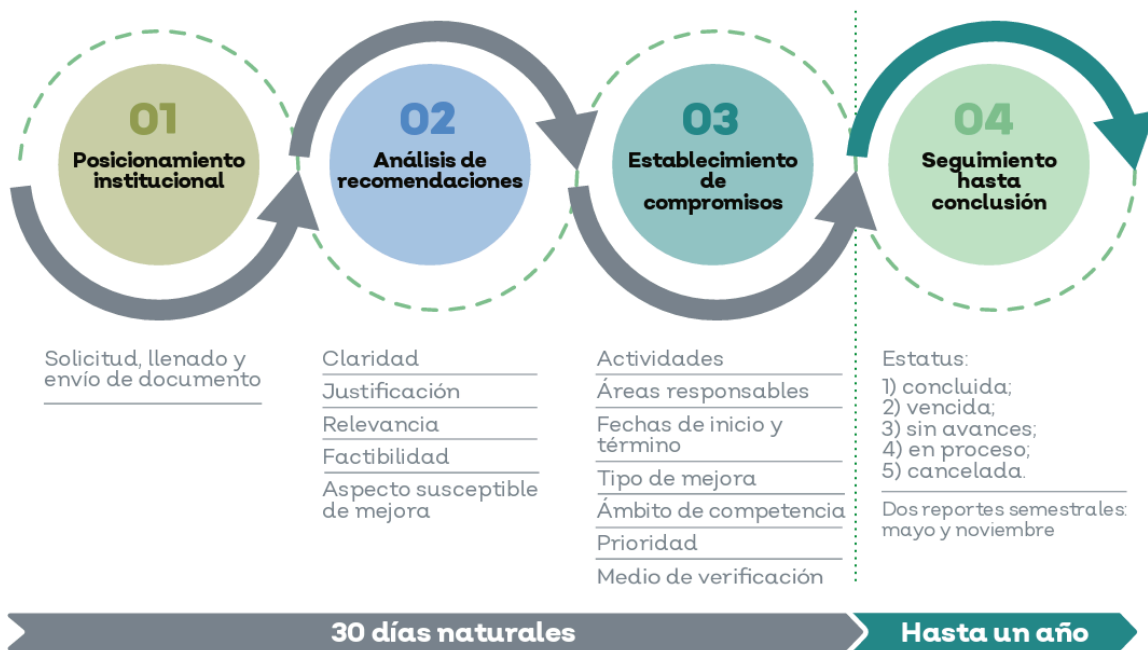 01
Posicionamiento
institucional
Solicitud, llenado y
envío de documento
02
Análisis de
recomendaciones
Claridad
Justificación
Relevancia
Factibilidad
Aspecto susceptible
de mejora
03
Establecimiento
de
compromisos
Actividades
Áreas responsables
Fechas de inicio y
término
Tipo de mejora
Ámbito de competencia
Prioridad
Medio de verificación
04
Seguimiento
hasta
conclusión
Estatus:
1) concluida;
2) vencida;
3) sin avances;
4) en proceso;
5) cancelada.
Dos reportes semestrales:
mayo y noviembre
30 días naturales
Hasta un año